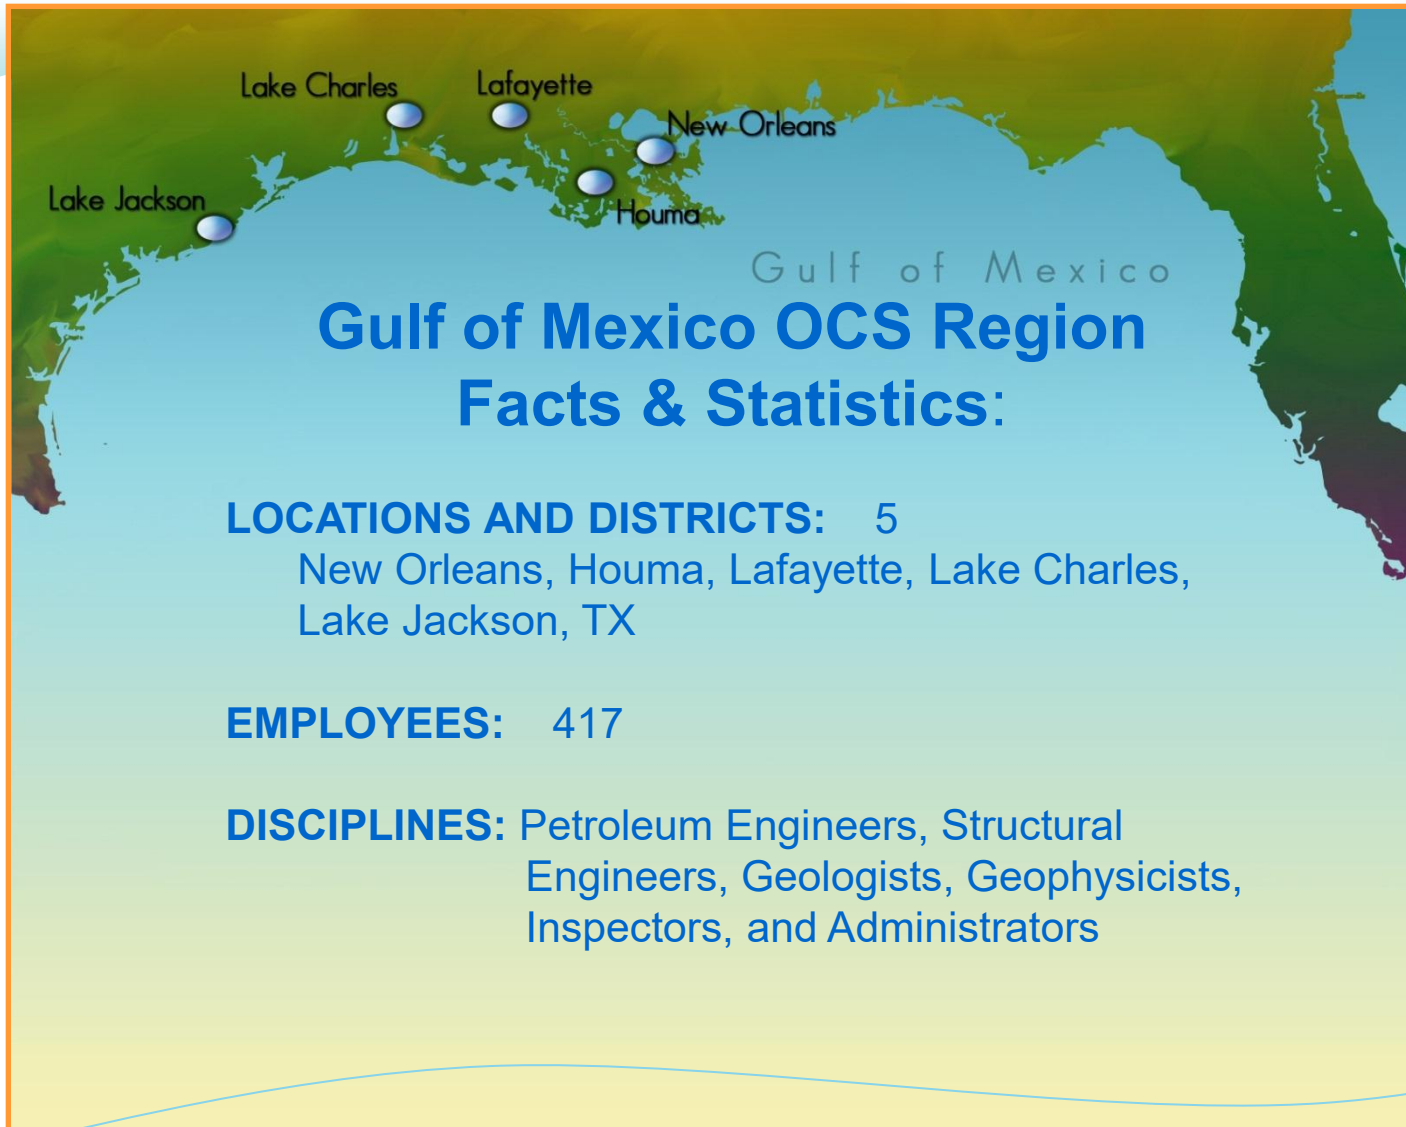 Lake Charles
Lafayette
New Orleans
Lake Jackson
Houma
Gulf of Mexico
Gulf of Mexico OCS Region
Facts & Statistics:
LOCATIONS AND DISTRICTS: 5
New Orleans, Houma, Lafayette, Lake Charles,
Lake Jackson, TX
EMPLOYEES: 417
DISCIPLINES: Petroleum Engineers, Structural
Engineers, Geologists, Geophysicists,
Inspectors, and Administrators